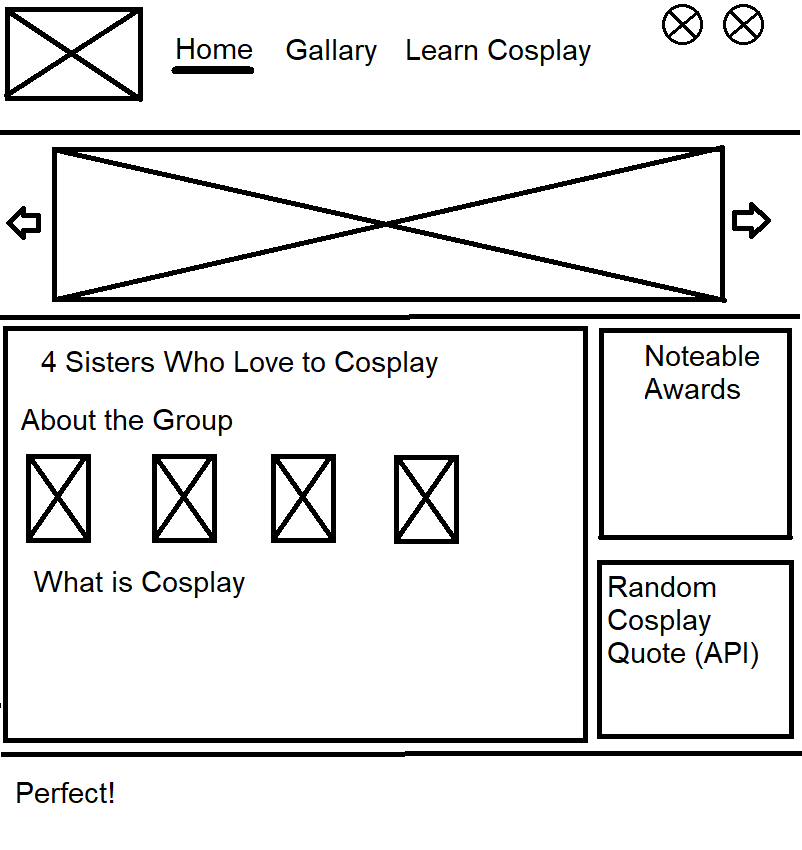 Home Gallary Learn Cosplay
4 Sisters Who Love to Cosplay
About the Group
What is Cosplay
Noteable
Awards
Random
Cosplay
Quote (API)
Perfect!